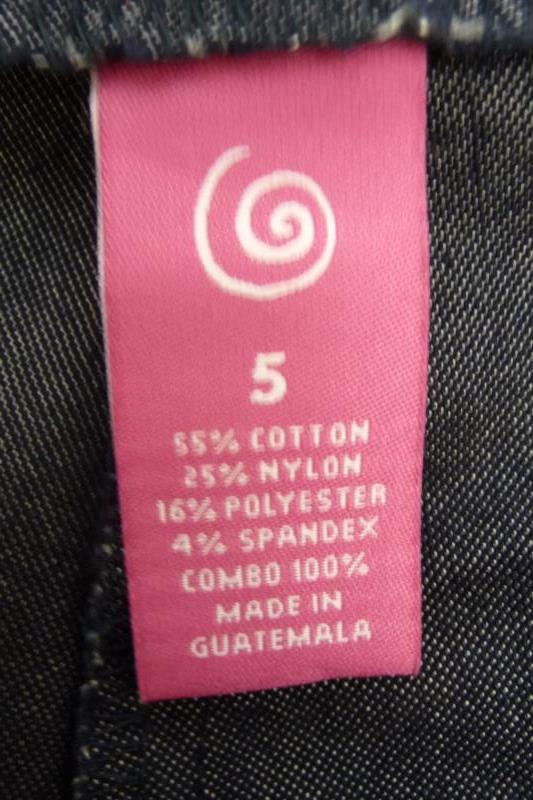 5
55% COTTON
25% NYLON
16% POLYESTER
4% SPANDEX
COMBO 100%
MADE IN
GUATEMALA